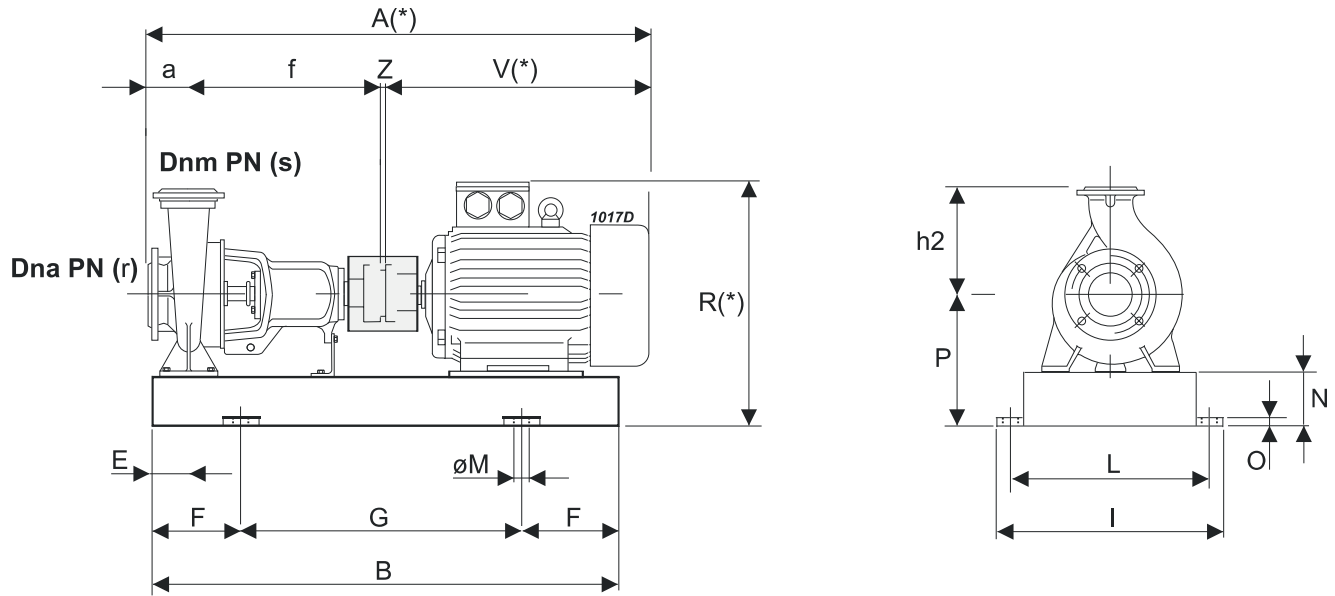 A(*)
a f Z V(*)
Dnm PN (s)
1017D
Dna PN (r)
R(*)
E
øM
F G F
B
h2
P
N
O
L
I